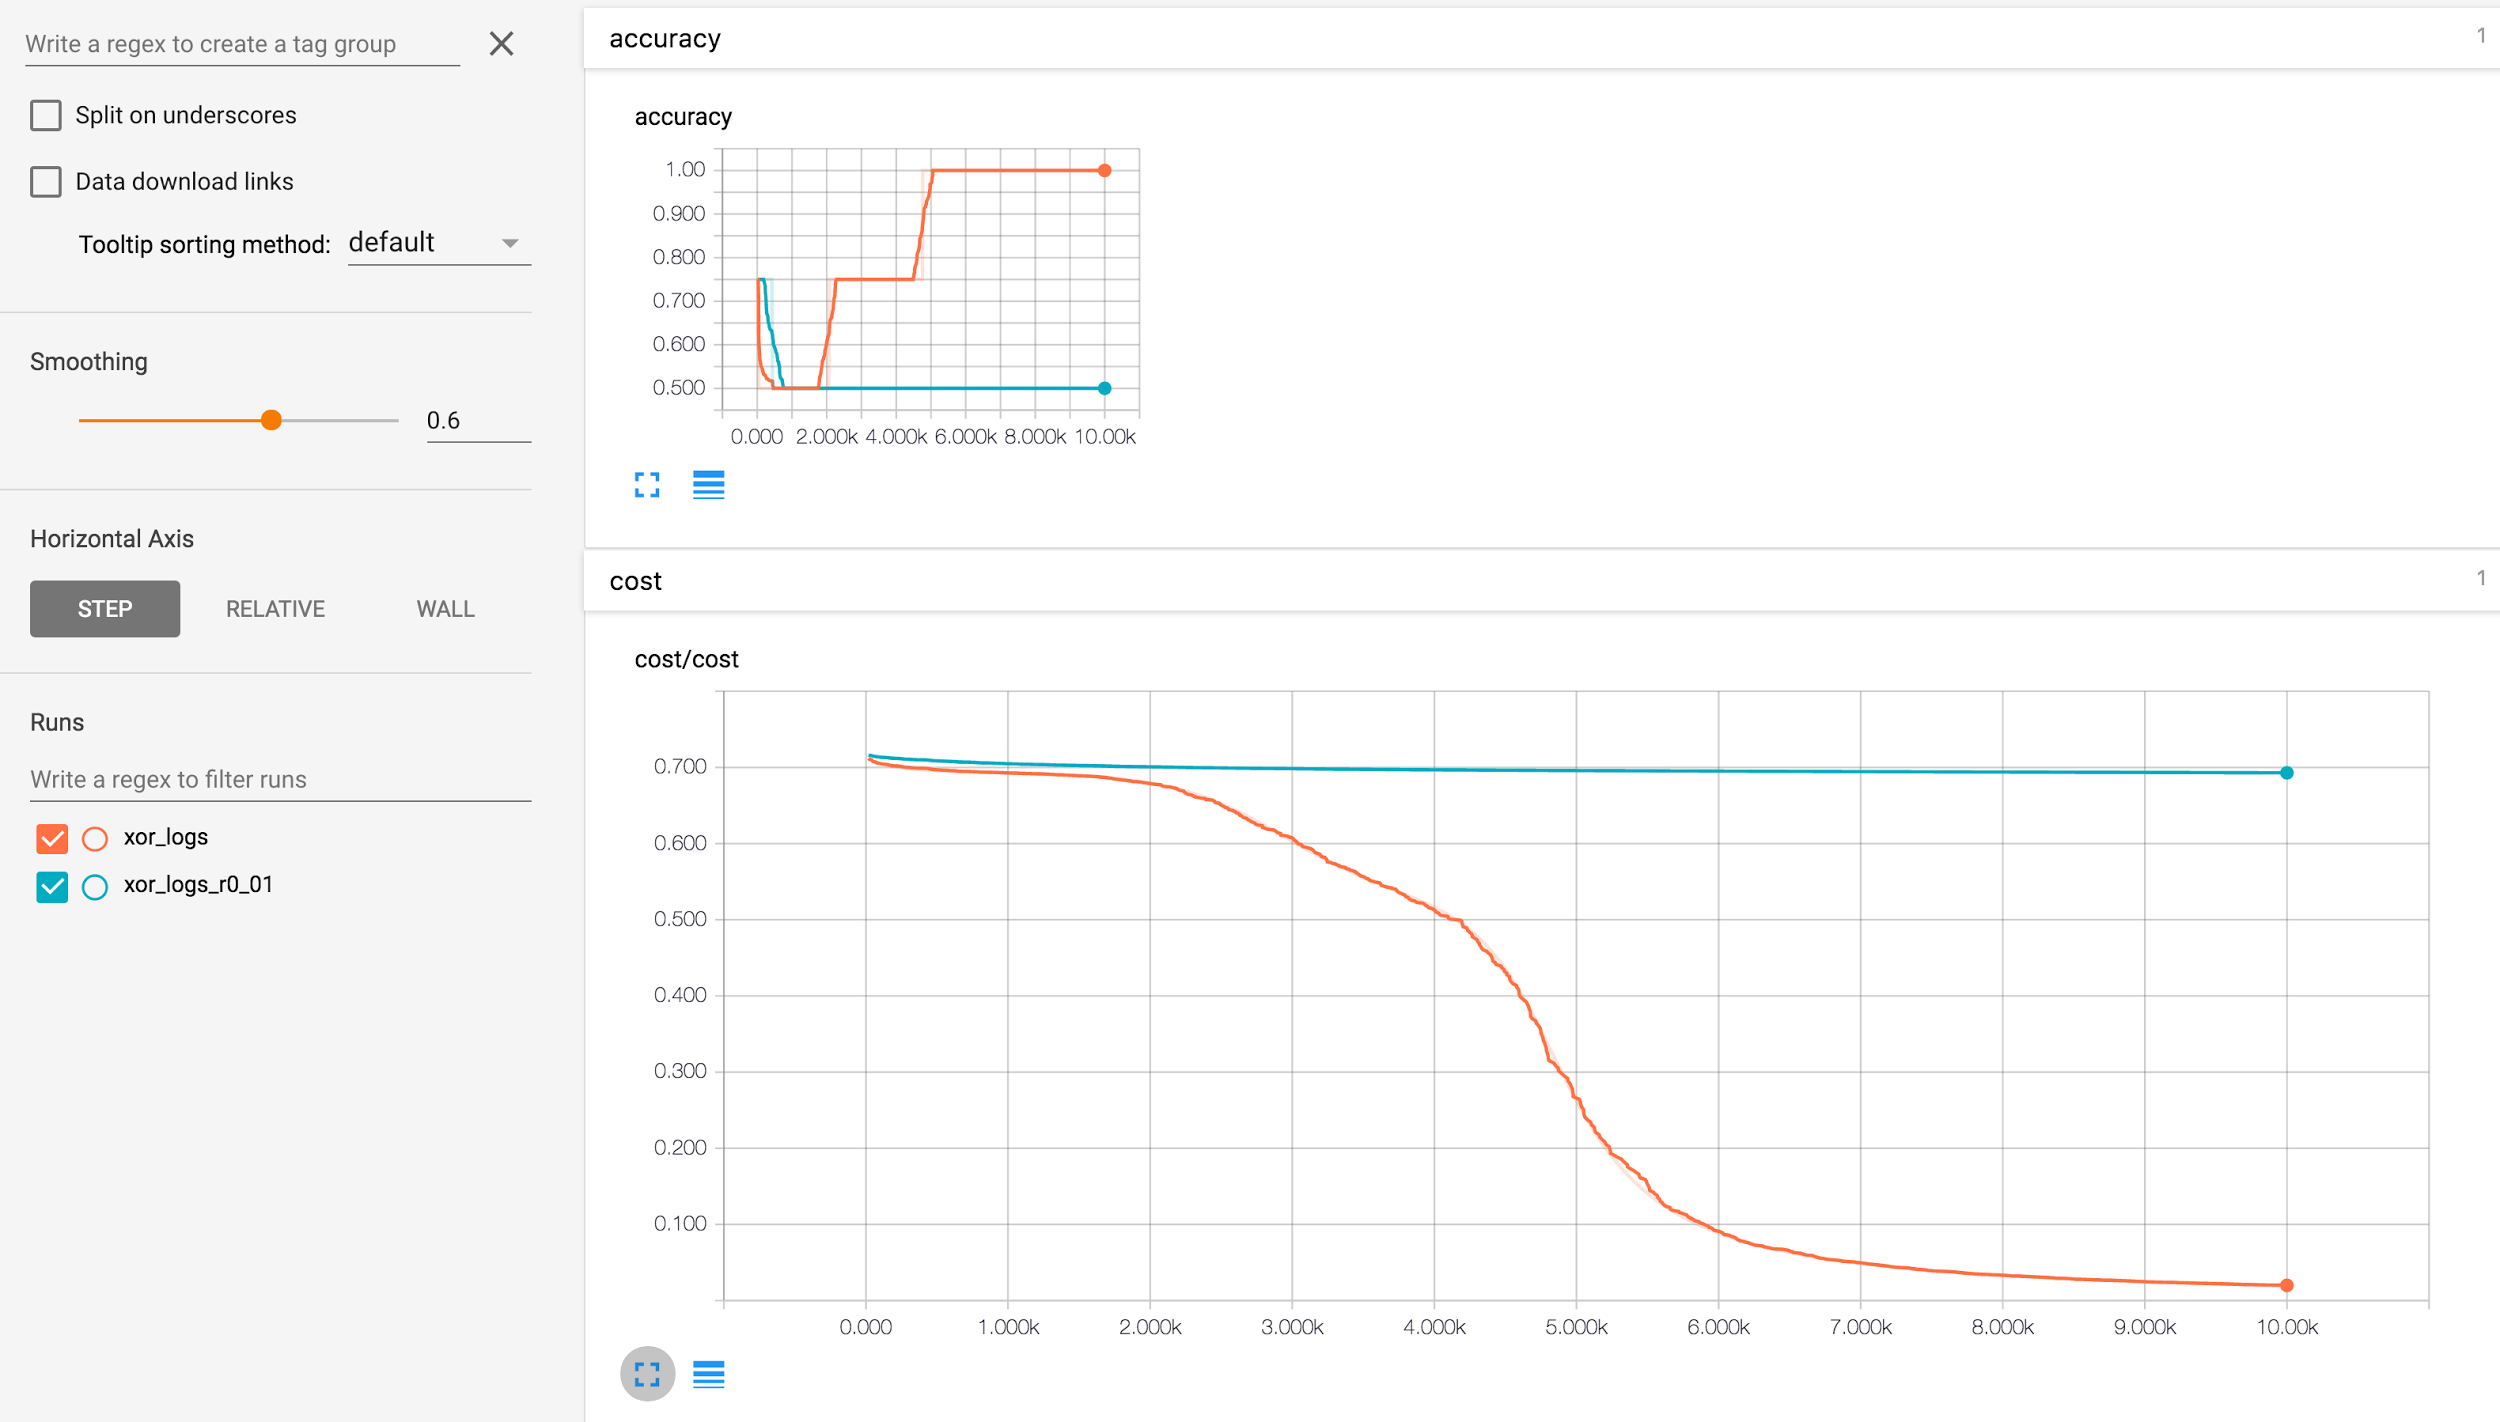 Write a regex to create a tag group
Split on underscores
Data download links
Tooltip sorting method: default
Smoothing
0.6
Horizontal Axis
STEP RELATIVE WALL
Runs
Write a regex to filter runs
xor_logs
xor_logs_r0_01
accuracy 1
accuracy
1.00
0.900
0.800
0.700
0.600
0.500
0.000 2.000k 4.000k 6.000k 8.000k 10.00k
cost 1
cost/cost
0.700
0.600
0.500
0.400
0.300
0.200
0.100
0.000 1.000k 2.000k 3.000k 4.000k 5.000k 6.000k 7.000k 8.000k 9.000k 10.00k